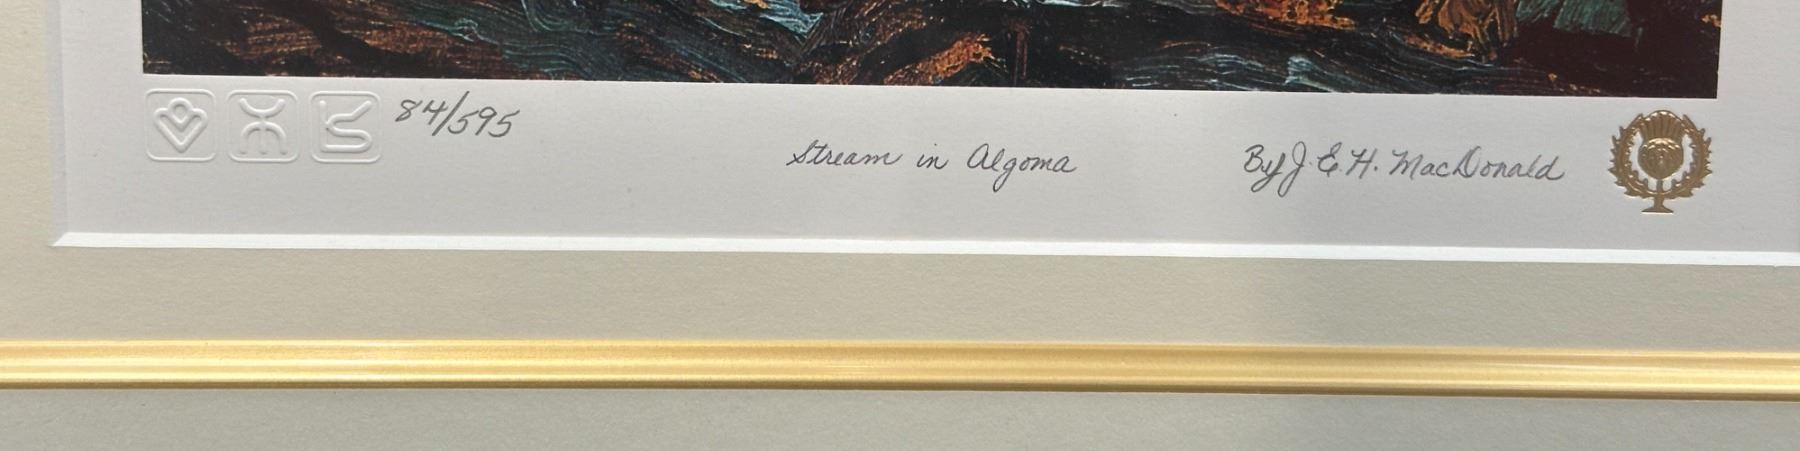 84/595
Stream in Algoma
By J. E. H. MacDonald